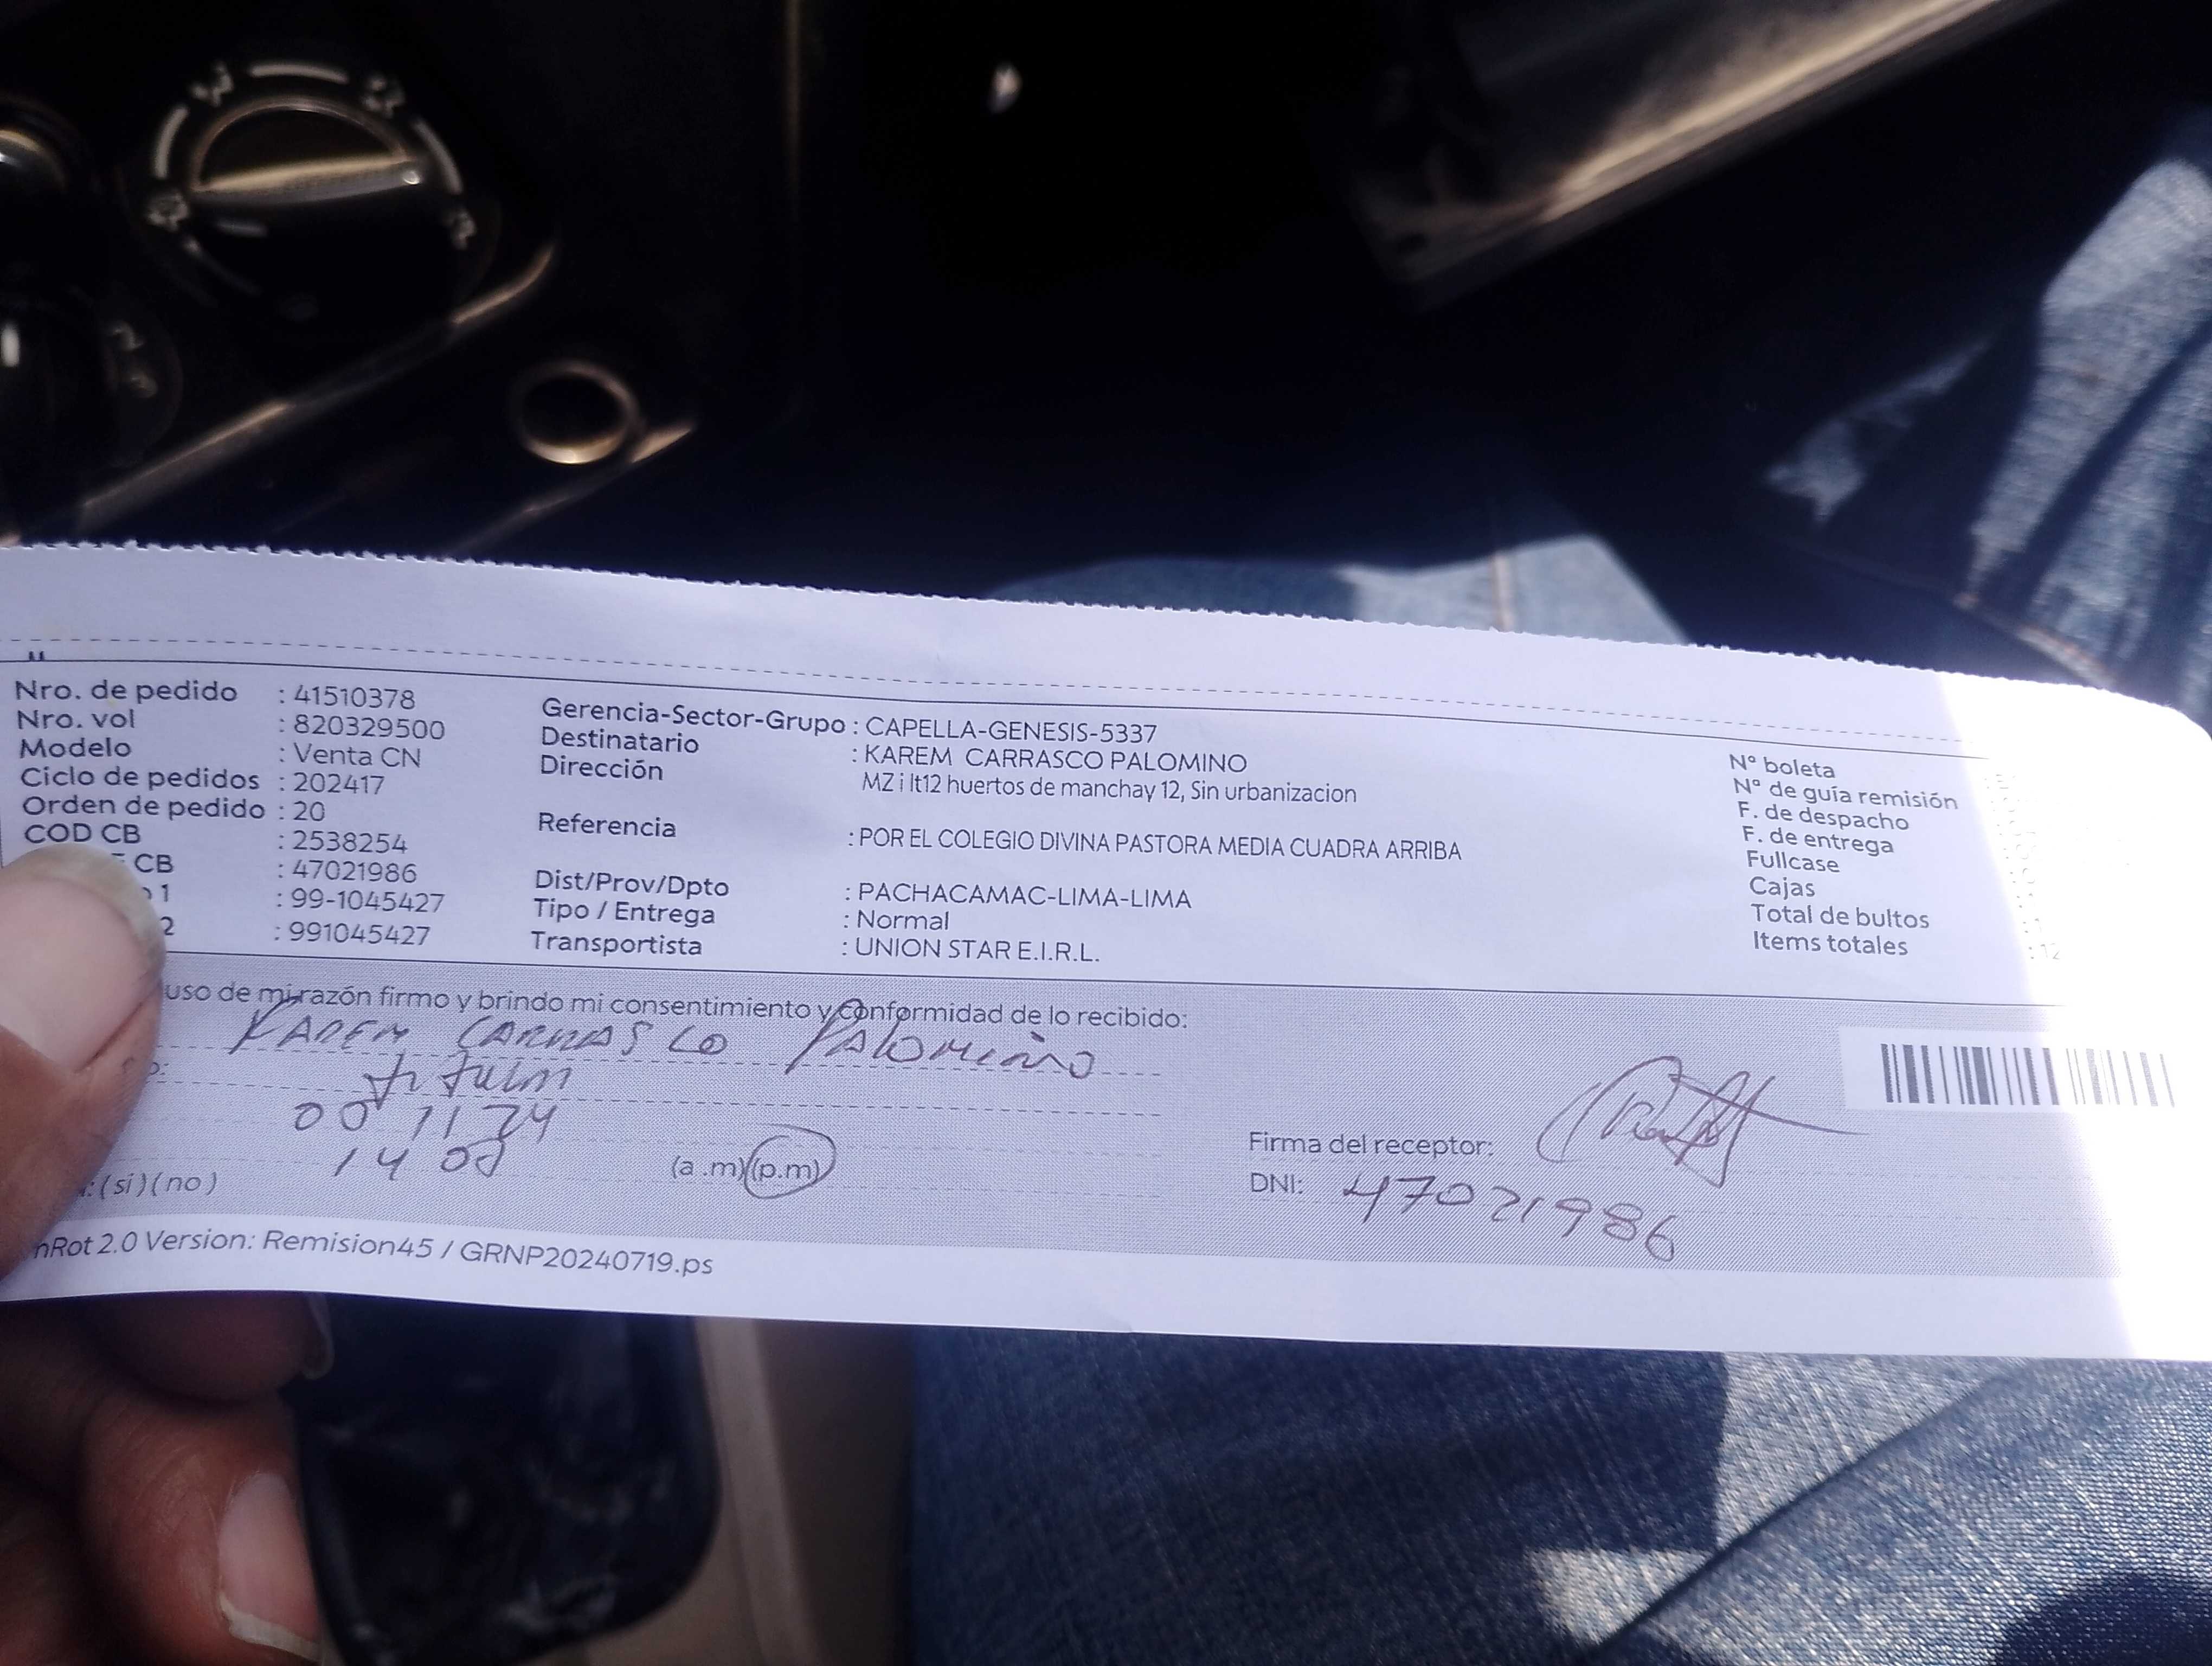 Nro. de pedido : 41510378
Nro. vol : 820329500
Modelo : Venta CN
Ciclo de pedidos : 202417
Orden de pedido : 20
COD CB : 2538254
CB : 47021986
1 : 99-1045427
2 : 991045427
Gerencia-Sector-Grupo : CAPELLA-GENESIS-5337
Destinatario : KAREM CARRASCO PALOMINO
Dirección MZ i lt12 huertos de manchay 12, Sin urbanizacion
Referencia : POR EL COLEGIO DIVINA PASTORA MEDIA CUADRA ARRIBA
Dist/Prov/Dpto : PACHACAMAC-LIMA-LIMA
Tipo / Entrega : Normal
Transportista : UNION STAR E.I.R.L.
N° boleta
N° de guía remisión
F. de despacho
F. de entrega
Fullcase
Cajas
Total de bultos : 1
Items totales : 12
uso de mi razón firmo y brindo mi consentimiento y conformidad de lo recibido:
KAREM CARRASCO PALOMINO
titular
14 00 (a .m)(p.m)
: (si) (no)
Firma del receptor:
DNI: 47021986
nRot 2.0 Version: Remision45 / GRNP20240719.ps